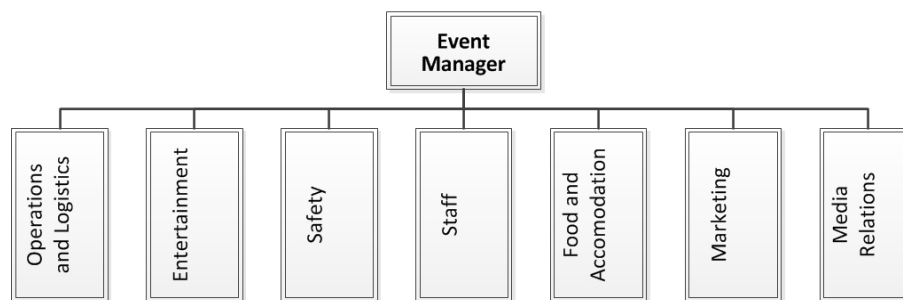 Event
Manager
Operations
and Logistics
Entertainment
Safety
Staff
Food and
Accomodation
Marketing
Media
Relations